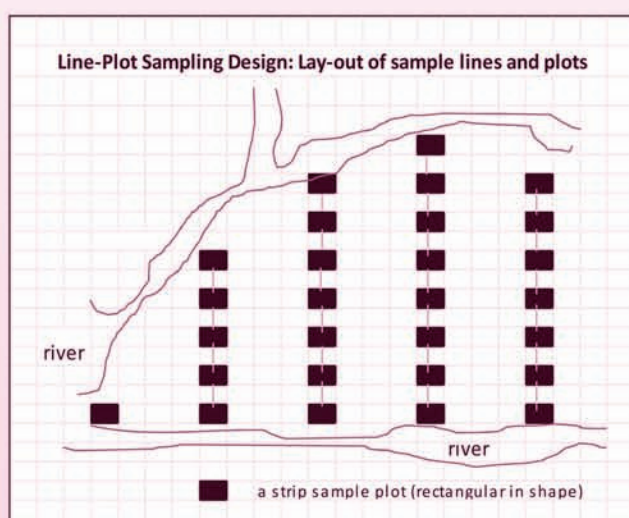 Line-Plot Sampling Design: Lay-out of sample lines and plots
river
river
a strip sample plot (rectangular in shape)